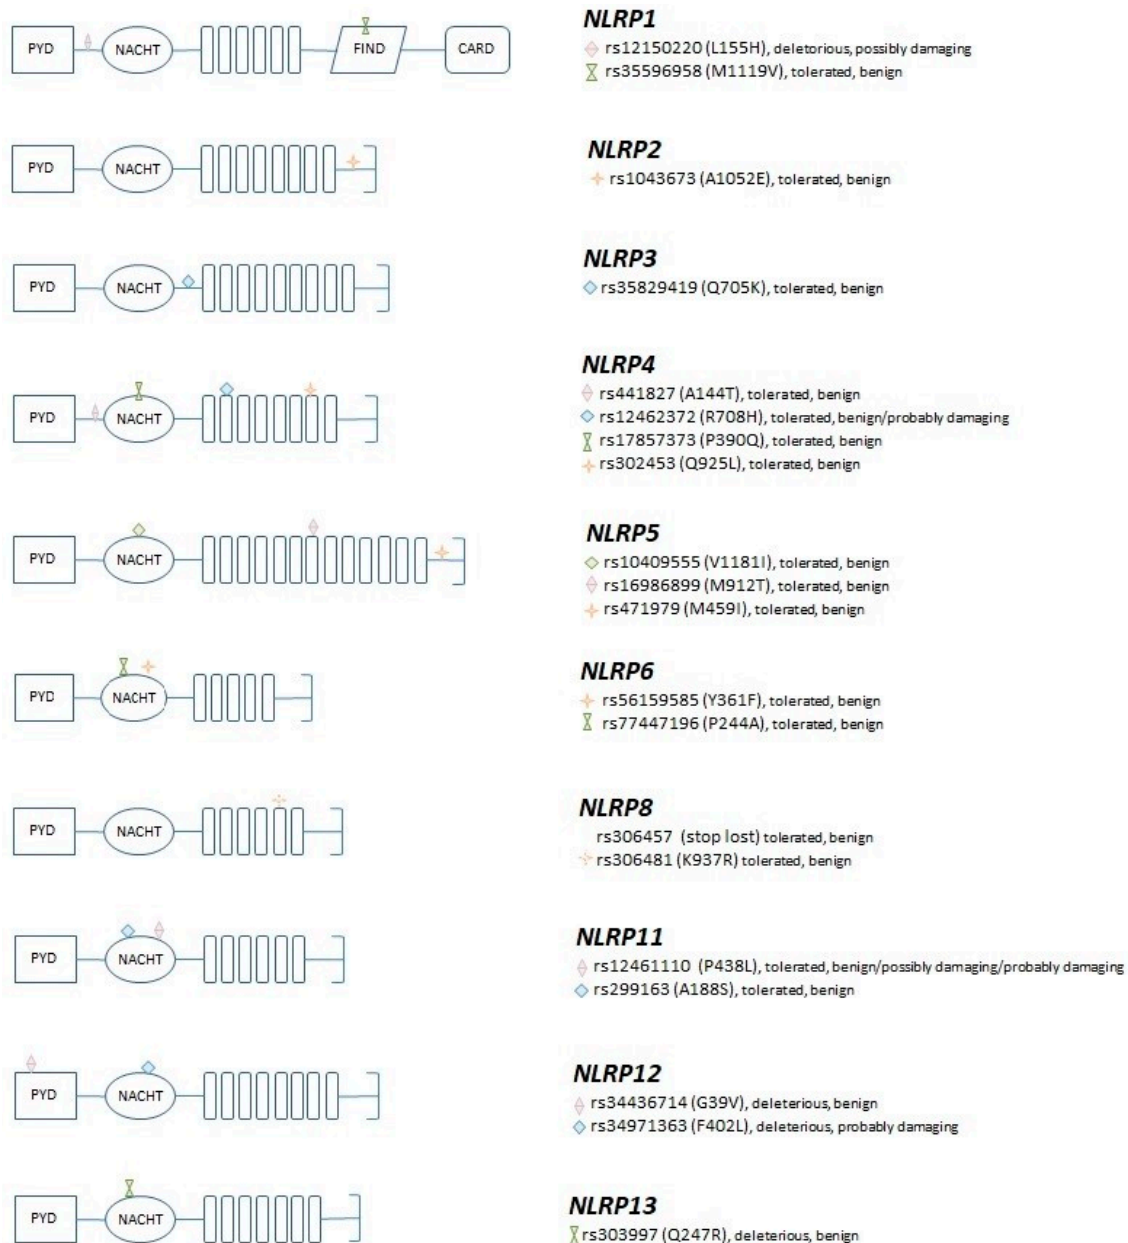 NLRP1
PYD NACHT FIND CARD
rs12150220 (L155H), deletorious, possibly damaging
rs35596958 (M1119V), tolerated, benign
NLRP2
PYD NACHT
rs1043673 (A1052E), tolerated, benign
NLRP3
PYD NACHT
rs35829419 (Q705K), tolerated, benign
NLRP4
PYD NACHT
rs441827 (A144T), tolerated, benign
rs12462372 (R708H), tolerated, benign/probably damaging
rs17857373 (P390Q), tolerated, benign
rs302453 (Q925L), tolerated, benign
NLRP5
PYD NACHT
rs10409555 (V1181I), tolerated, benign
rs16986899 (M912T), tolerated, benign
rs471979 (M459I), tolerated, benign
NLRP6
PYD NACHT
rs56159585 (Y361F), tolerated, benign
rs77447196 (P244A), tolerated, benign
NLRP8
PYD NACHT
rs306457 (stop lost) tolerated, benign
rs306481 (K937R) tolerated, benign
NLRP11
PYD NACHT
rs12461110 (P438L), tolerated, benign/possibly damaging/probably damaging
rs299163 (A188S), tolerated, benign
NLRP12
PYD NACHT
rs34436714 (G39V), deleterious, benign
rs34971363 (F402L), deleterious, probably damaging
NLRP13
PYD NACHT
rs303997 (Q247R), deleterious, benign